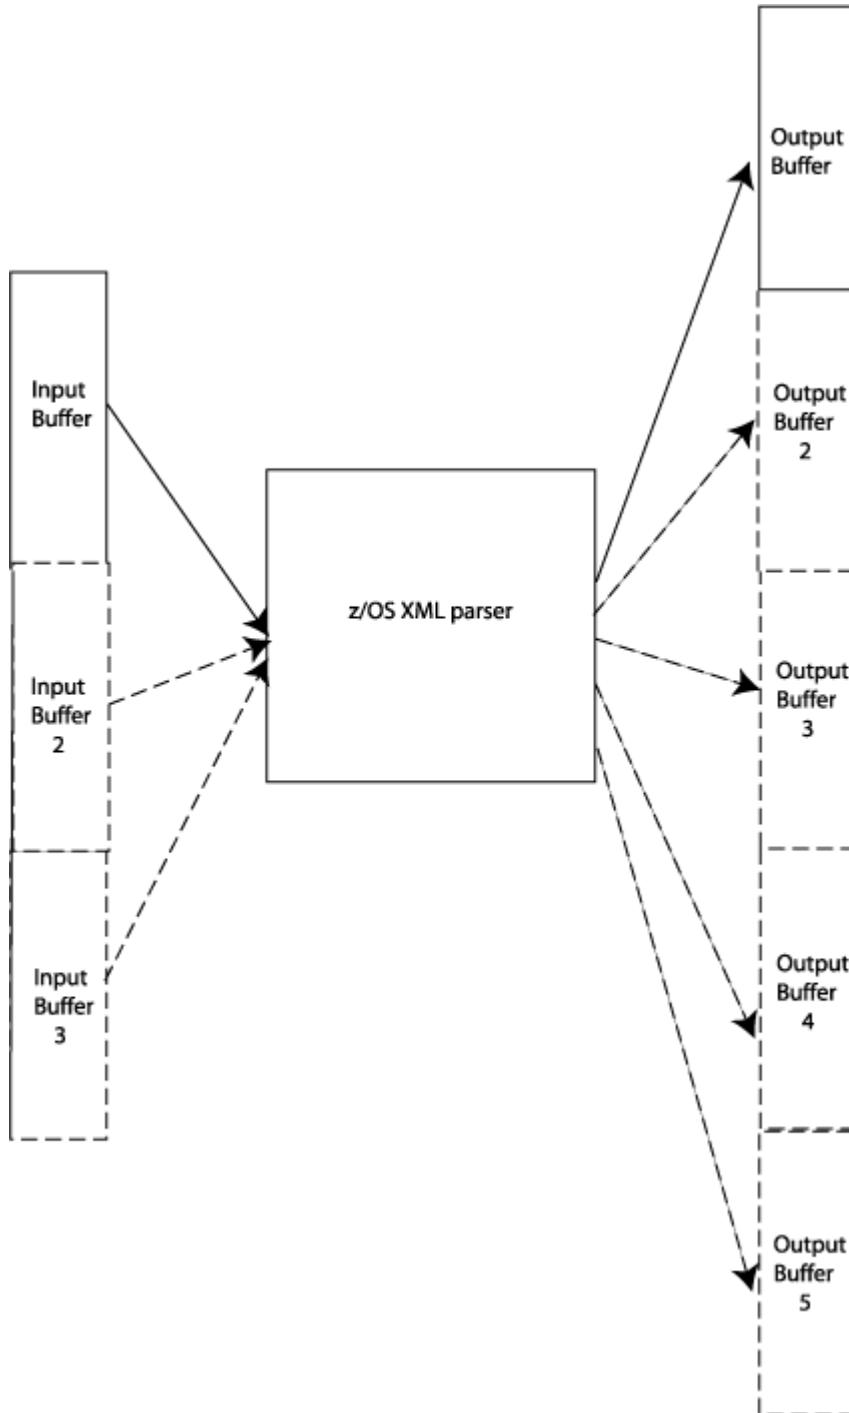 Input
Buffer
Input
Buffer
2
Input
Buffer
3
z/OS XML parser
Output
Buffer
Output
Buffer
2
Output
Buffer
3
Output
Buffer
4
Output
Buffer
5